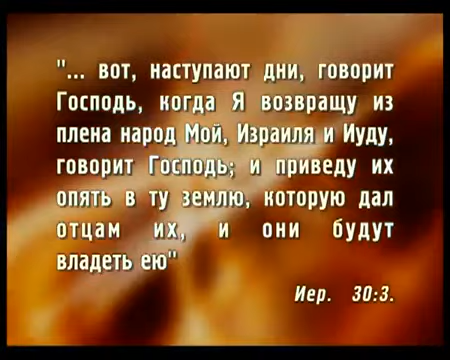 "... вот, наступают дни, говорит
Господь, когда Я возвращу из
плена народ Мой, Израиля и Иуду,
говорит Господь; и приведу их
опять в ту землю, которую дал
отцам их, и они будут
владеть ею"
Иер. 30:3.